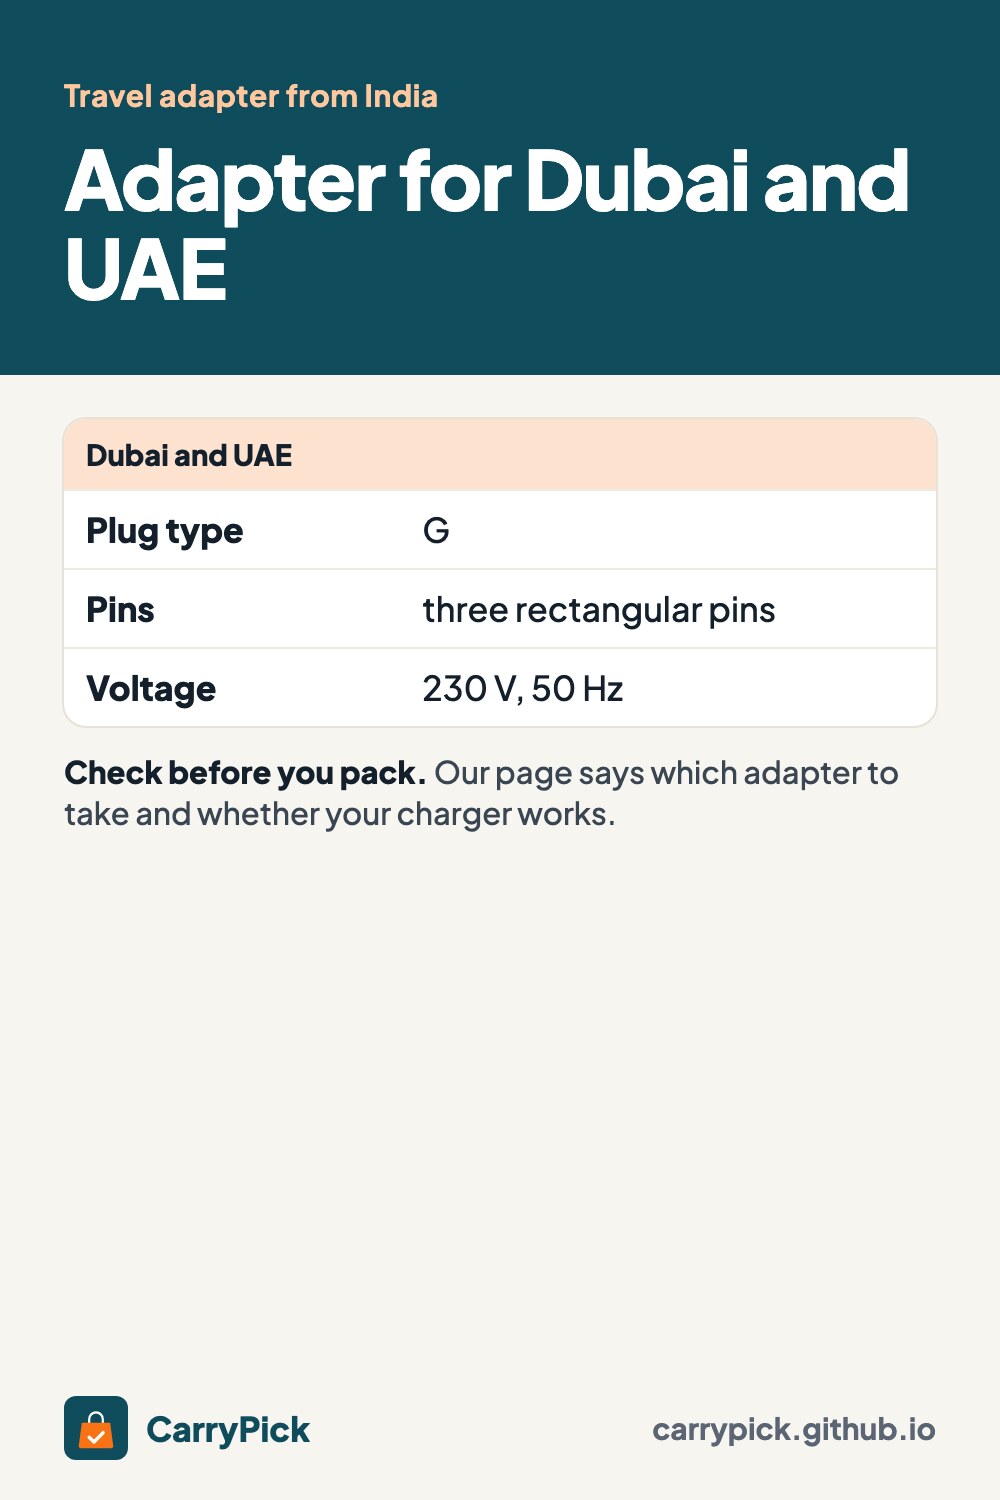 Travel adapter from India
Adapter for Dubai and
UAE
Dubai and UAE
Plug type G
Pins three rectangular pins
Voltage 230 V, 50 Hz
Check before you pack. Our page says which adapter to
take and whether your charger works.
CarryPick carrypick.github.io